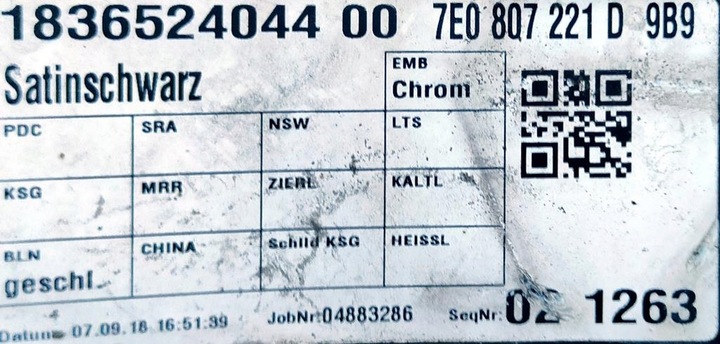 1836524044 00 7E0 807 221 D 9B9
Satinschwarz
EMB
Chrom
PDC SRA NSW LTS
KSG MRR ZIERL KALTL
BLN CHINA Schild KSG HEISSL
geschl.
Datum 07.09.18 16:51:39 JobNr:04883286 SeqNr: 02 1263